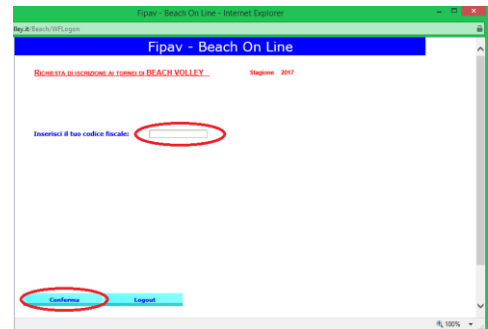 Fipav - Beach On Line - Internet Explorer
lley.it/Beach/WFLogon
Fipav - Beach On Line
RICHIESTA DI ISCRIZIONE AI TORNEI DI BEACH VOLLEY Stagione 2017
Inserisci il tuo codice fiscale:
Conferma Logout
100%